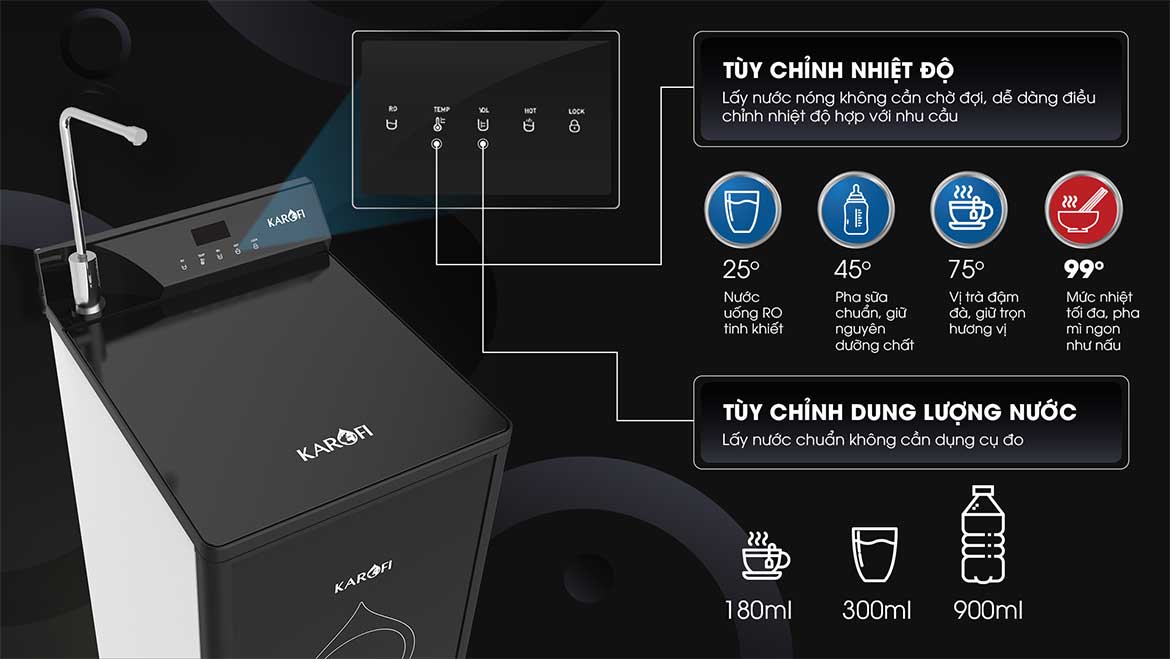 RO TEMP VOL HOT LOCK
KAROFI
KAROFI
KAROFI
TÙY CHỈNH NHIỆT ĐỘ
Lấy nước nóng không cần chờ đợi, dễ dàng điều
chỉnh nhiệt độ hợp với nhu cầu
25° 45° 75° 99°
Nước
uống RO
tinh khiết
Pha sữa
chuẩn, giữ
nguyên
dưỡng chất
Vị trà đậm
đà, giữ trọn
hương vị
Mức nhiệt
tối đa, pha
mì ngon
như nấu
TÙY CHỈNH DUNG LƯỢNG NƯỚC
Lấy nước chuẩn không cần dụng cụ đo
180ml 300ml 900ml